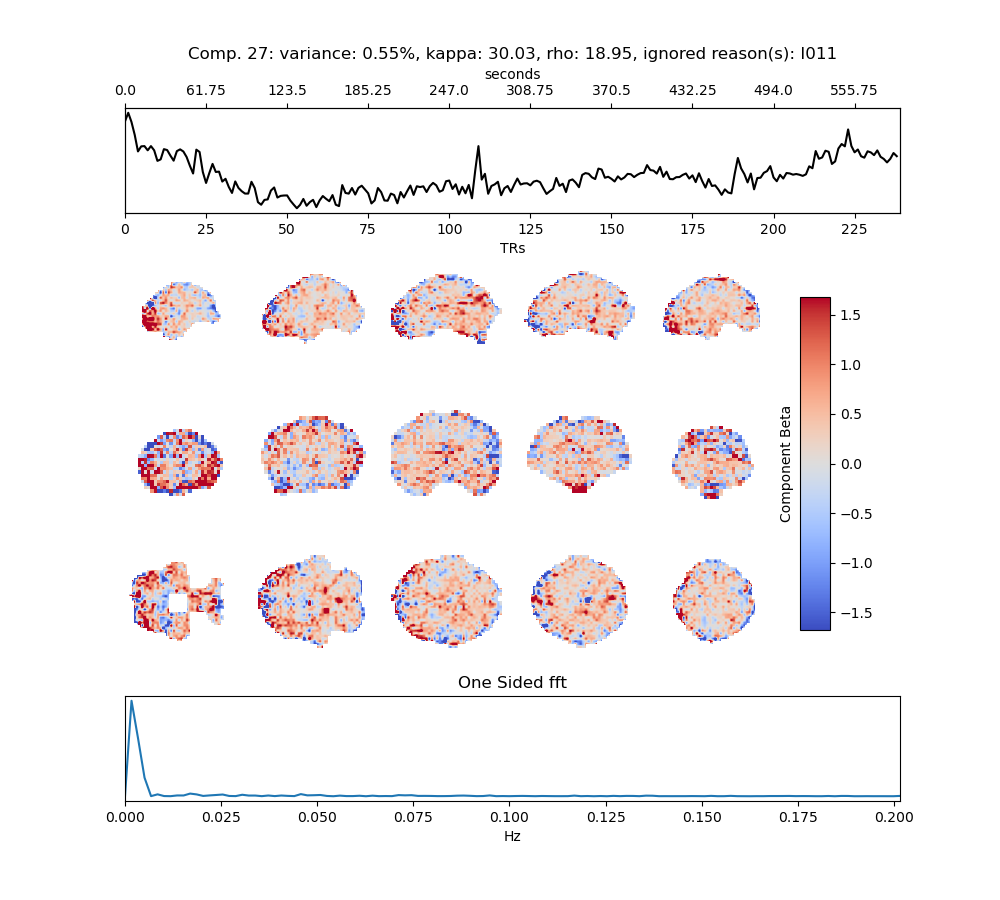 Comp. 27: variance: 0.55%, kappa: 30.03, rho: 18.95, ignored reason(s): I011
seconds
0.0 61.75 123.5 185.25 247.0 308.75 370.5 432.25 494.0 555.75
0 25 50 75 100 125 150 175 200 225
TRs
1.5
1.0
0.5
0.0
−0.5
−1.0
−1.5
Component Beta
One Sided fft
0.000 0.025 0.050 0.075 0.100 0.125 0.150 0.175 0.200
Hz